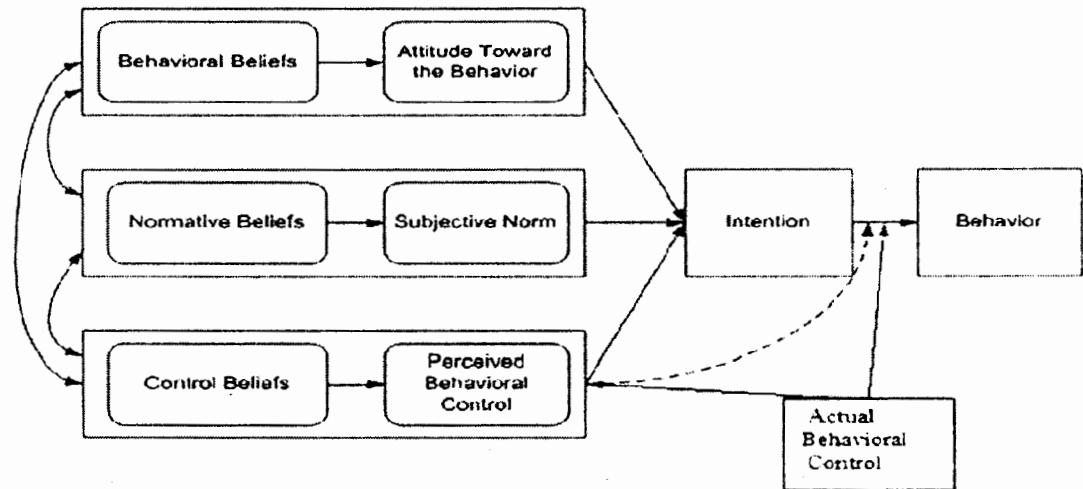 Behavioral Beliefs
Attitude Toward
the Behavior
Normative Beliefs
Subjective Norm
Intention
Behavior
Control Beliefs
Perceived
Behavioral
Control
Actual
Behavioral
Control